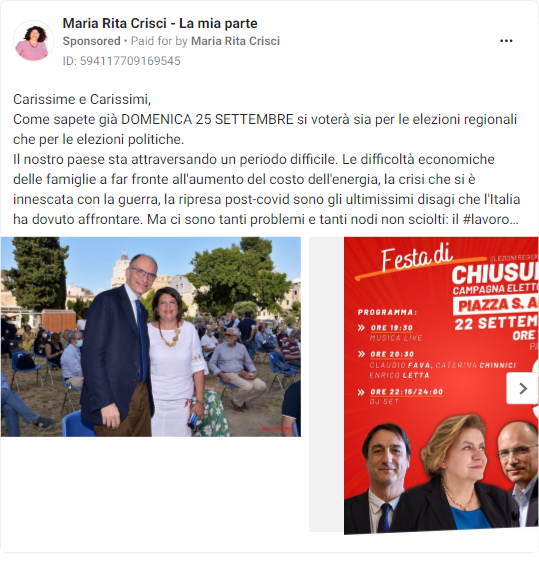 Maria Rita Crisci - La mia parte
Sponsored • Paid for by Maria Rita Crisci
ID: 594117709169545
Carissime e Carissimi,
Come sapete già DOMENICA 25 SETTEMBRE si voterà sia per le elezioni regionali
che per le elezioni politiche.
Il nostro paese sta attraversando un periodo difficile. Le difficoltà economiche
delle famiglie a far fronte all'aumento del costo dell'energia, la crisi che si è
innescata con la guerra, la ripresa post-covid sono gli ultimissimi disagi che l'Italia
ha dovuto affrontare. Ma ci sono tanti problemi e tanti nodi non sciolti: il #lavoro...
Festa di
ELEZIONI REGION
CHIUSU
CAMPAGNA ELETTO
PIAZZA S. A
22 SETTEM
ORE
PA
PROGRAMMA:
ORE 19:30
MUSICA LIVE
ORE 20:30
CLAUDIO FAVA, CATERINA CHINNICI
ENRICO LETTA
ORE 22:15/24:00
DJ SET